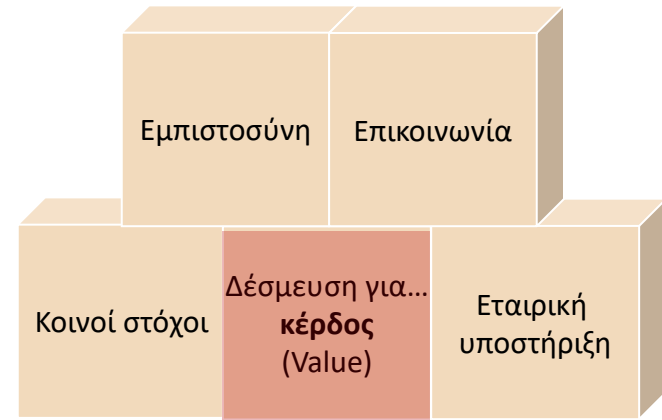 Εμπιστοσύνη
Επικοινωνία
Κοινοί στόχοι
Δέσμευση για...
κέρδος
(Value)
Εταιρική
υποστήριξη